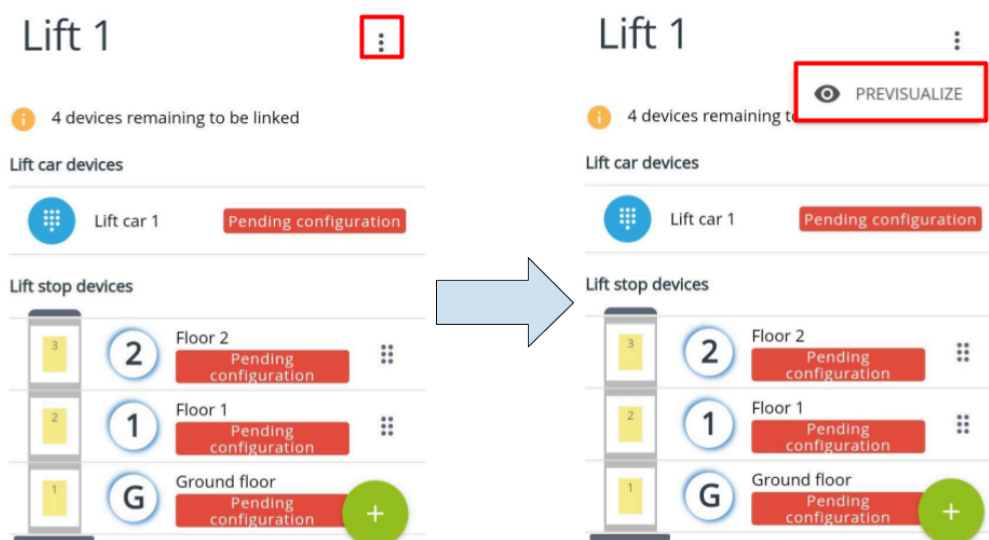 Lift 1
4 devices remaining to be linked
Lift car devices
Lift car 1
Pending configuration
Lift stop devices
3
2
Floor 2
Pending
configuration
2
1
Floor 1
Pending
configuration
1
G
Ground floor
Pending
configuration
+
Lift 1
PREVISUALIZE
4 devices remaining t
Lift car devices
Lift car 1
Pending configuration
Lift stop devices
3
2
Floor 2
Pending
configuration
2
1
Floor 1
Pending
configuration
1
G
Ground floor
Pending
configuration
+